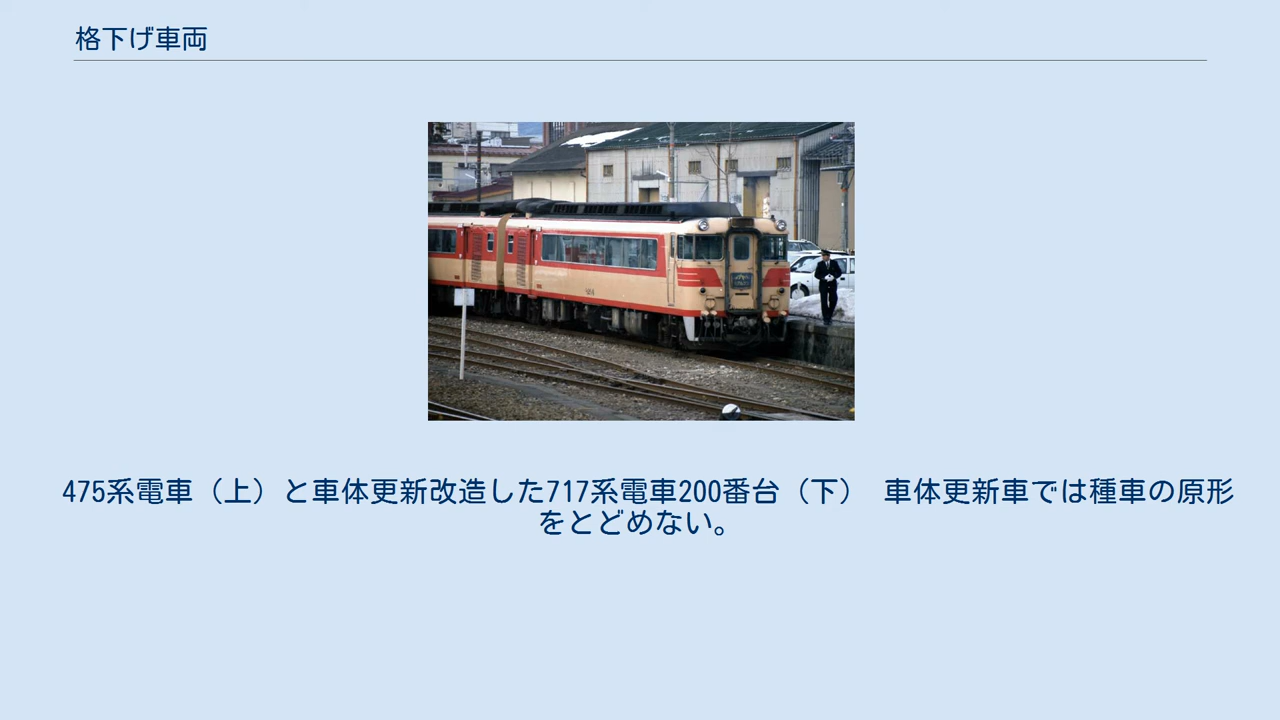 格下げ車両
475系電車（上）と車体更新改造した717系電車200番台（下）　車体更新車では種車の原形
をとどめない。